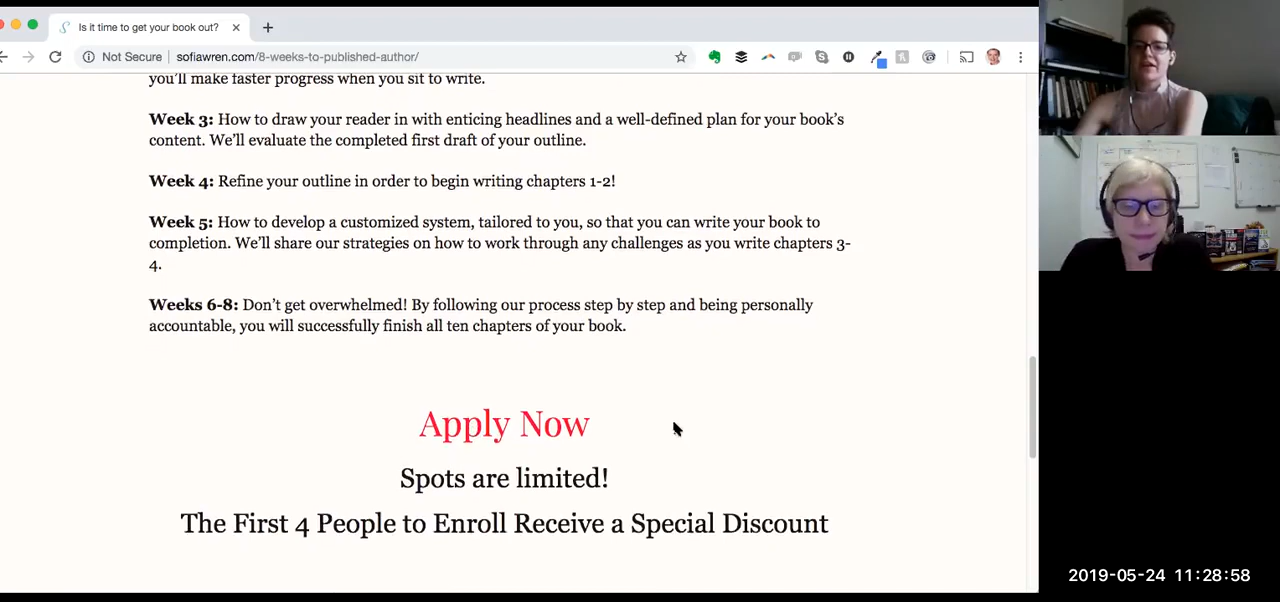 Is it time to get your book out?
Not Secure
sofiawren.com/8-weeks-to-published-author/
you'll make faster progress when you sit to write.
Week 3: How to draw your reader in with enticing headlines and a well-defined plan for your book's
content. We'll evaluate the completed first draft of your outline.
Week 4: Refine your outline in order to begin writing chapters 1-2!
Week 5: How to develop a customized system, tailored to you, so that you can write your book to
completion. We'll share our strategies on how to work through any challenges as you write chapters 3-
4.
Weeks 6-8: Don't get overwhelmed! By following our process step by step and being personally
accountable, you will successfully finish all ten chapters of your book.
Apply Now
Spots are limited!
The First 4 People to Enroll Receive a Special Discount
2019-05-24 11:28:58